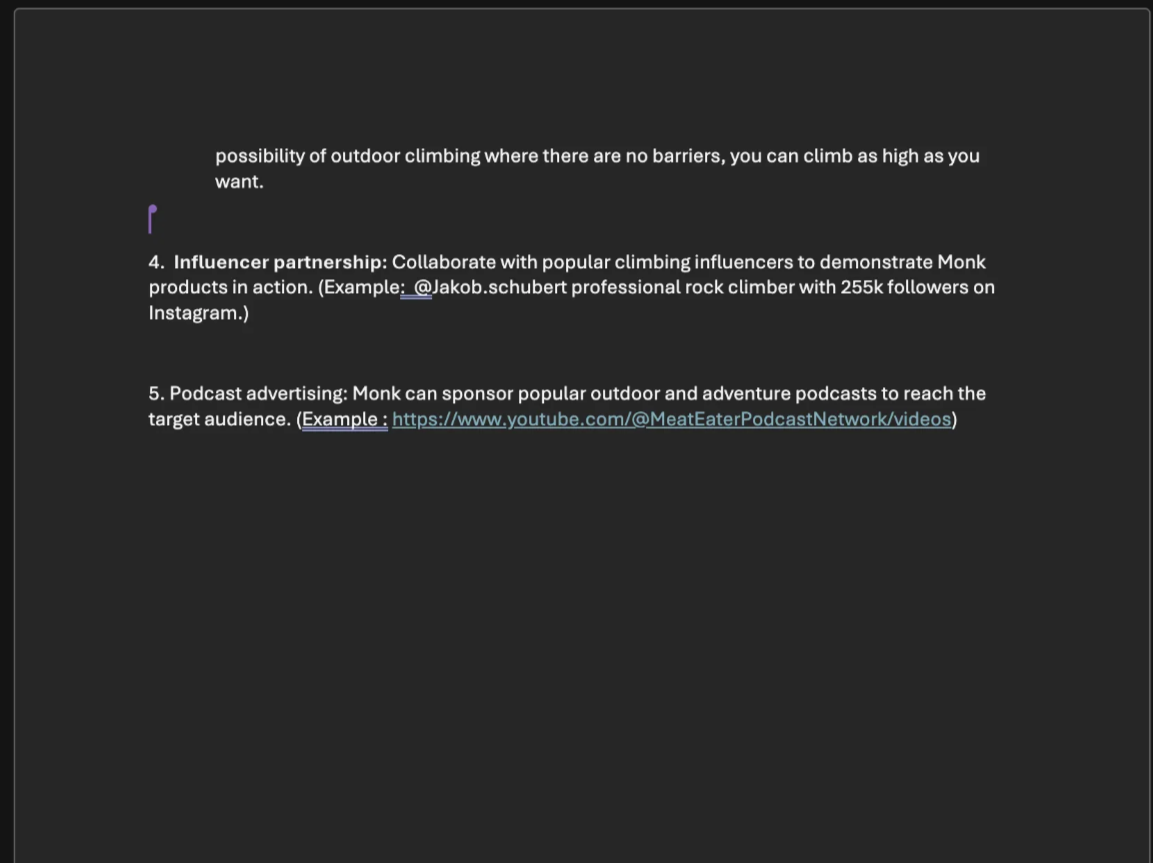 possibility of outdoor climbing where there are no barriers, you can climb as high as you
want.
4.  Influencer partnership: Collaborate with popular climbing influencers to demonstrate Monk
products in action. (Example:  @Jakob.schubert professional rock climber with 255k followers on
Instagram.)
5. Podcast advertising: Monk can sponsor popular outdoor and adventure podcasts to reach the
target audience. (Example : https://www.youtube.com/@MeatEaterPodcastNetwork/videos)